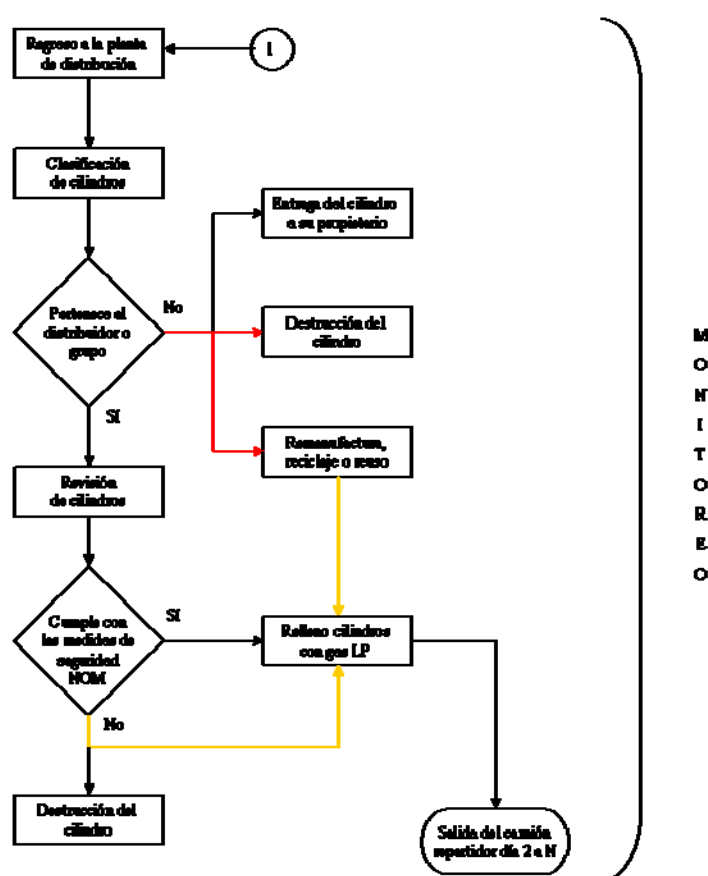 Regreso a la planta
de distribución
1
Clasificación
de cilindros
Entrega del cilindro
a su propietario
Pertenece al
distribuidor o
grupo
No
Destrucción del
cilindro
Sí
Remanufactura,
reciclaje o reuso
Revisión
de cilindros
Cumple con
las medidas de
seguridad
NOM
Sí
Relleno cilindros
con gas LP
No
Destrucción del
cilindro
Salida del camión
repartidor día 2 a N
M
O
N
I
T
O
R
E
O